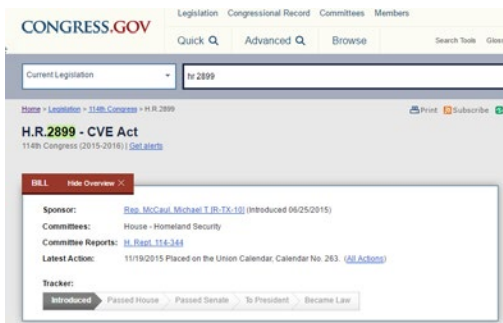 CONGRESS.GOV
Legislation Congressional Record Committees Members
Quick Advanced Browse
Search Tools Glos
Current Legislation
hr 2899
Home > Legislation > 114th Congress > H.R.2899
Print Subscribe
H.R.2899 - CVE Act
114th Congress (2015-2016) | Get alerts
BILL Hide Overview X
Sponsor: Rep. McCaul, Michael T. [R-TX-10] (Introduced 06/25/2015)
Committees: House - Homeland Security
Committee Reports: H. Rept. 114-344
Latest Action: 11/19/2015 Placed on the Union Calendar, Calendar No. 263. (All Actions)
Tracker:
Introduced Passed House Passed Senate To President Became Law